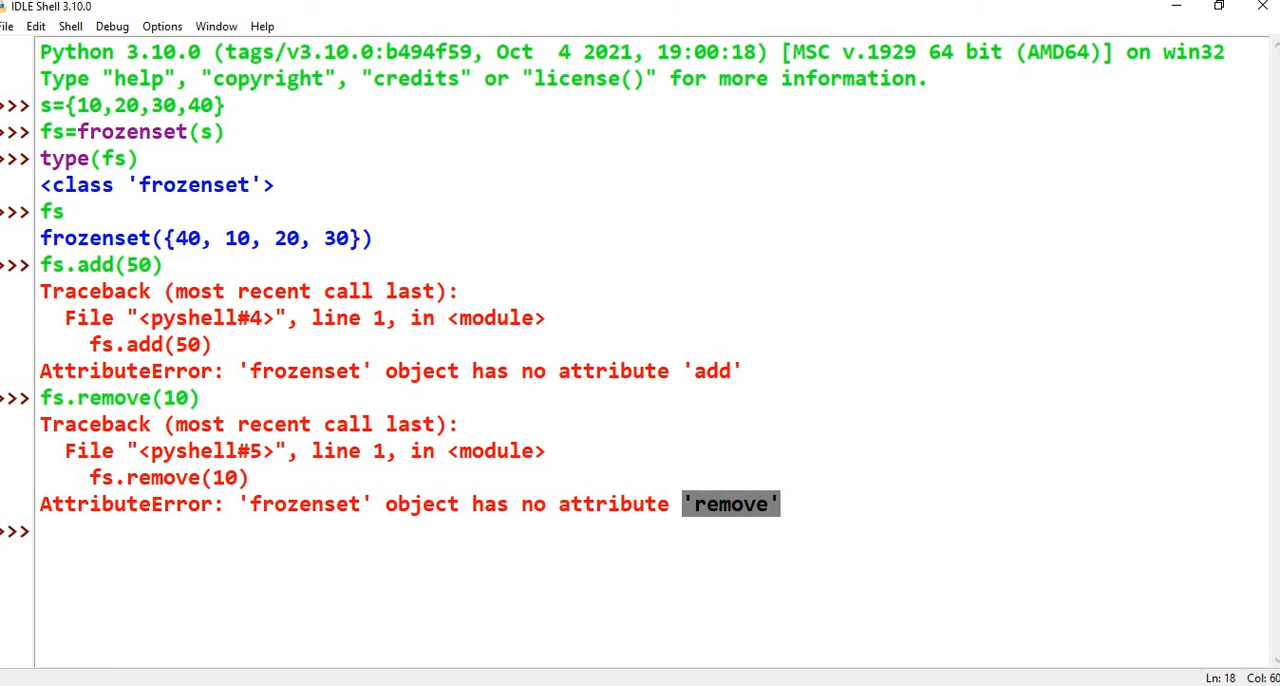 IDLE Shell 3.10.0
File Edit Shell Debug Options Window Help
Python 3.10.0 (tags/v3.10.0:b494f59, Oct  4 2021, 19:00:18) [MSC v.1929 64 bit (AMD64)] on win32
Type "help", "copyright", "credits" or "license()" for more information.
>>> s={10,20,30,40}
>>> fs=frozenset(s)
>>> type(fs)
<class 'frozenset'>
>>> fs
frozenset({40, 10, 20, 30})
>>> fs.add(50)
Traceback (most recent call last):
  File "<pyshell#4>", line 1, in <module>
    fs.add(50)
AttributeError: 'frozenset' object has no attribute 'add'
>>> fs.remove(10)
Traceback (most recent call last):
  File "<pyshell#5>", line 1, in <module>
    fs.remove(10)
AttributeError: 'frozenset' object has no attribute 'remove'
>>>
Ln: 18 Col: 60